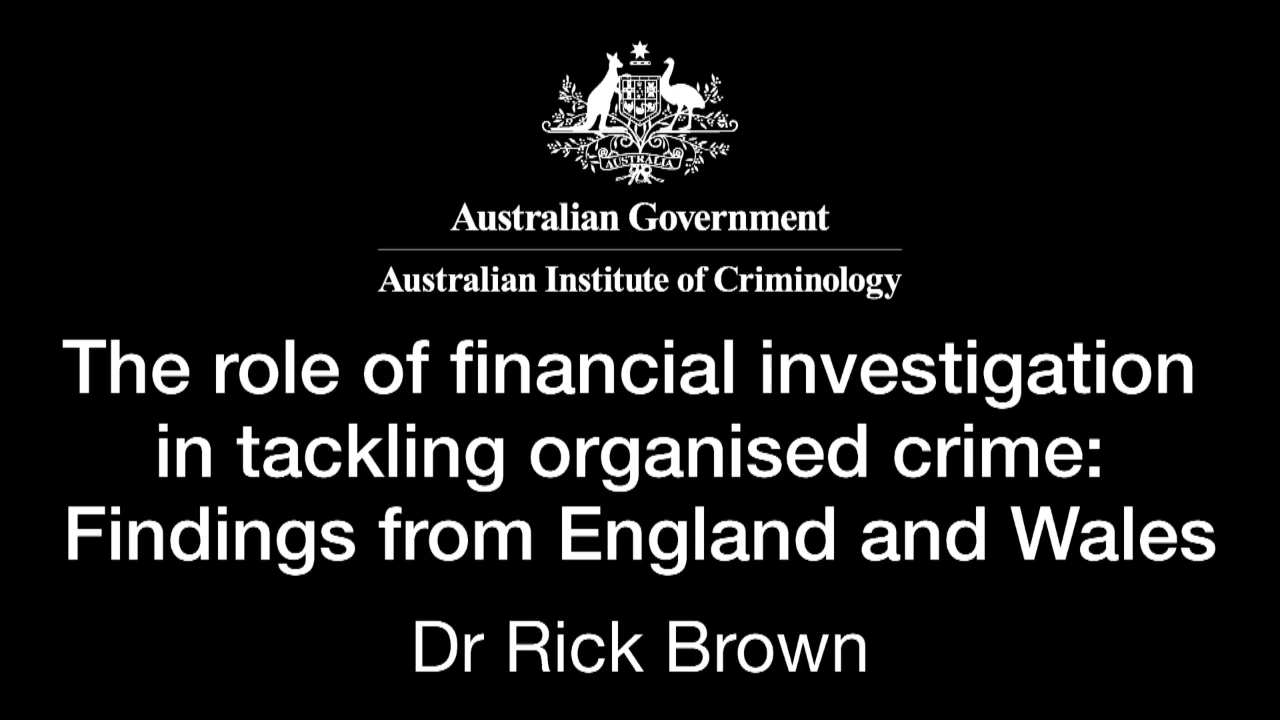 AUSTRALIA
Australian Government
Australian Institute of Criminology
The role of financial investigation
in tackling organised crime:
Findings from England and Wales
Dr Rick Brown